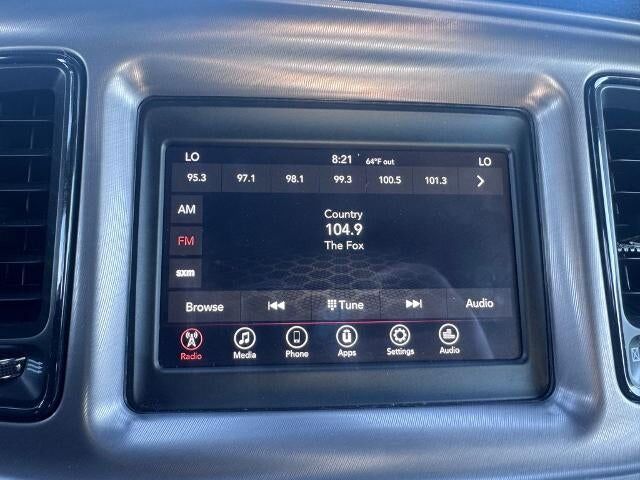 LO 8:21 64°F out LO
95.3 97.1 98.1 99.3 100.5 101.3
AM
FM
sxm
Country
104.9
The Fox
Browse Tune Audio
Radio Media Phone Apps Settings Audio